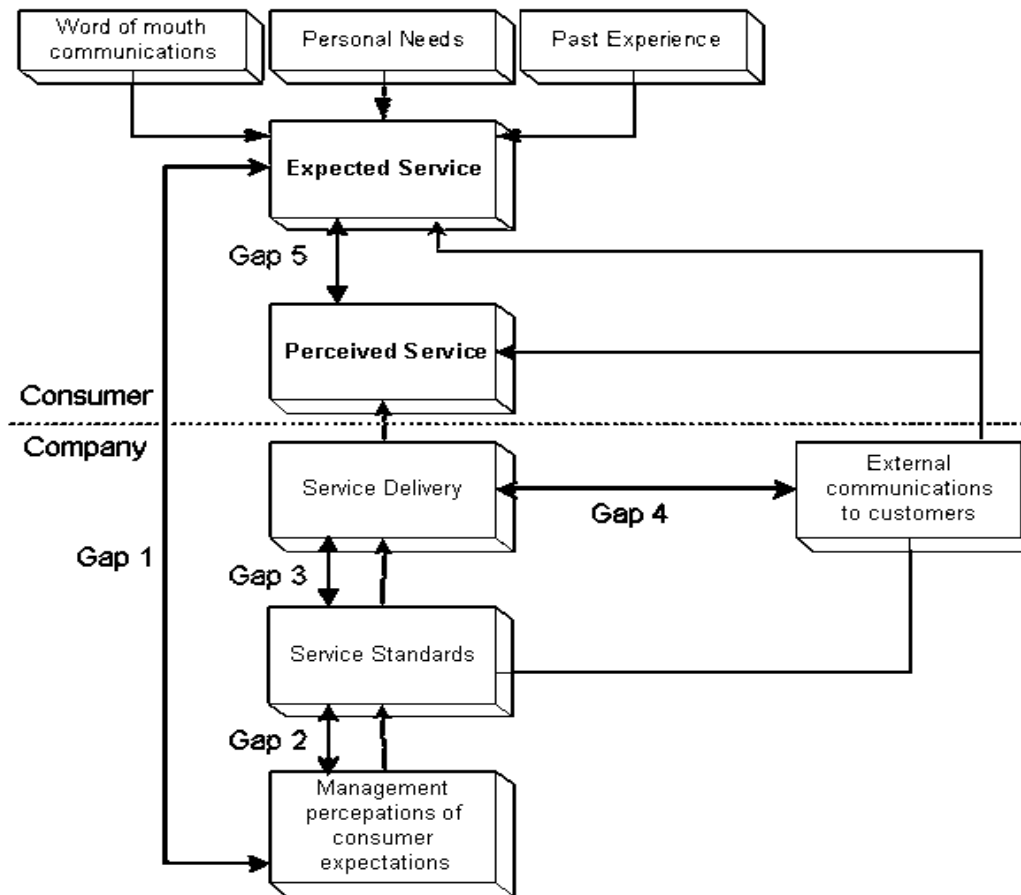 Word of mouth
communications
Personal Needs
Past Experience
Expected Service
Gap 5
Perceived Service
Consumer
Company
Service Delivery
External
communications
to customers
Gap 4
Gap 1
Gap 3
Service Standards
Gap 2
Management
percepations of
consumer
expectations